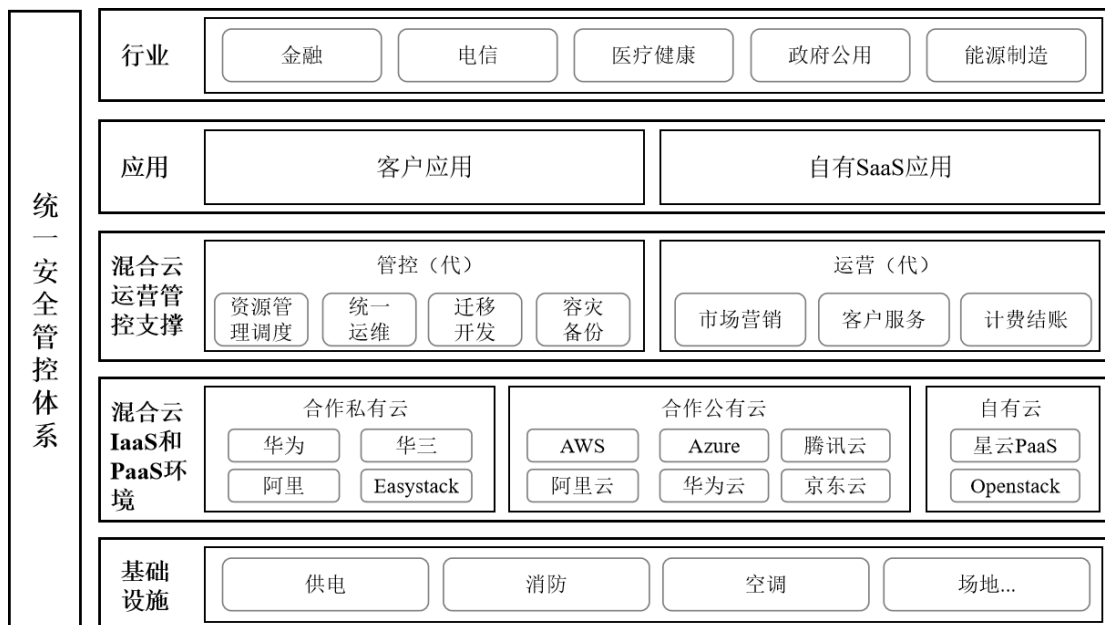 统一安全管控体系
行业
金融
电信
医疗健康
政府公用
能源制造
应用
客户应用
自有SaaS应用
混合云
运营管
控支撑
管控（代）
资源管
理调度
统一
运维
迁移
开发
容灾
备份
运营（代）
市场营销
客户服务
计费结账
混合云
IaaS和
PaaS环
境
合作私有云
华为
华三
阿里
Easystack
合作公有云
AWS
Azure
腾讯云
阿里云
华为云
京东云
自有云
星云PaaS
Openstack
基础
设施
供电
消防
空调
场地...